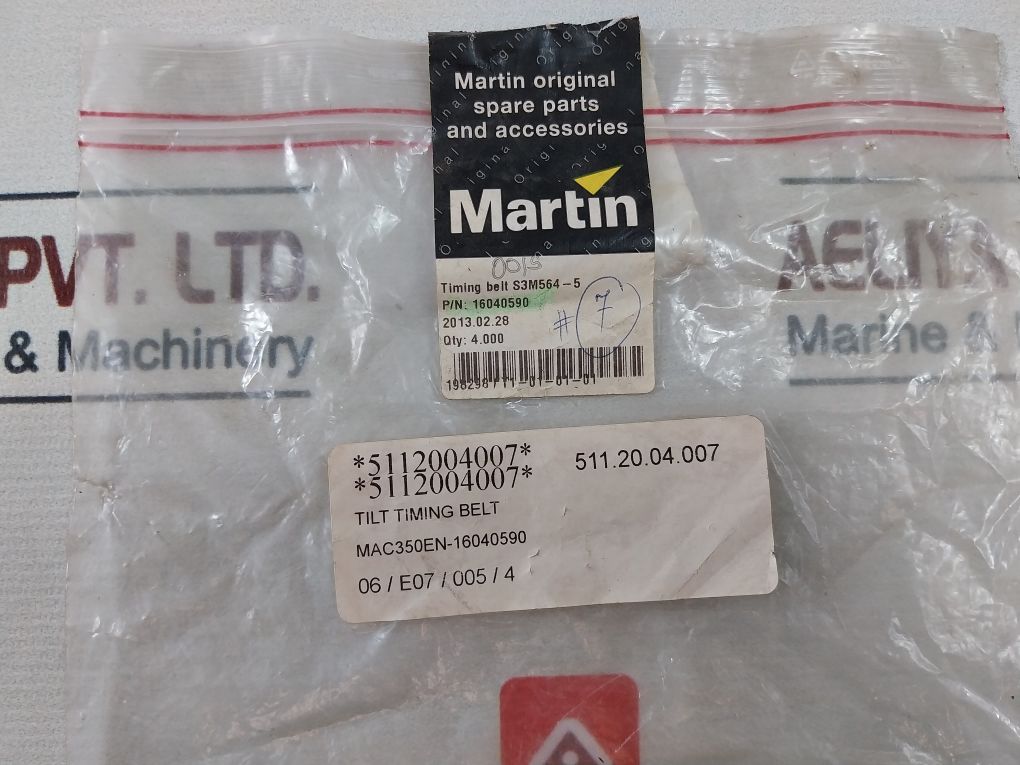 Martin original
spare parts
and accessories
Martin
0015
Timing belt S3M564-5
P/N: 16040590
2013.02.28
# 7
Qty: 4.000
PVT. LTD.
& Machinery
AELIYA
Marine &
*5112004007*
*5112004007*
511.20.04.007
TILT TIMING BELT
MAC350EN-16040590
06 / E07 / 005 / 4